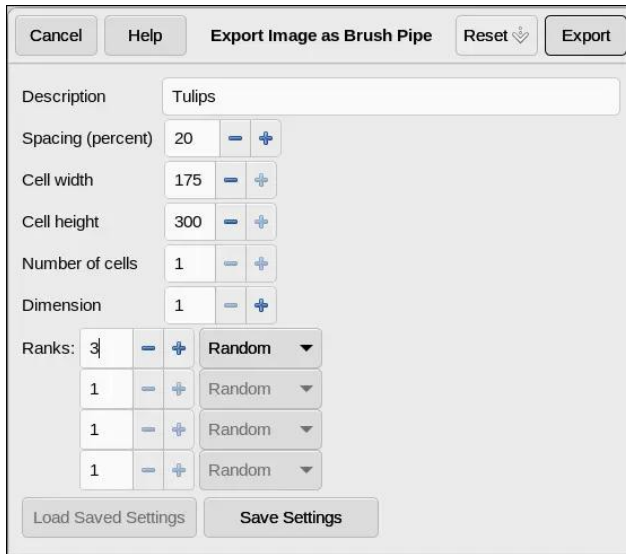 Cancel Help Export Image as Brush Pipe Reset Export
Description Tulips
Spacing (percent) 20
Cell width 175
Cell height 300
Number of cells 1
Dimension 1
Ranks: 3 Random
1 Random
1 Random
1 Random
Load Saved Settings Save Settings